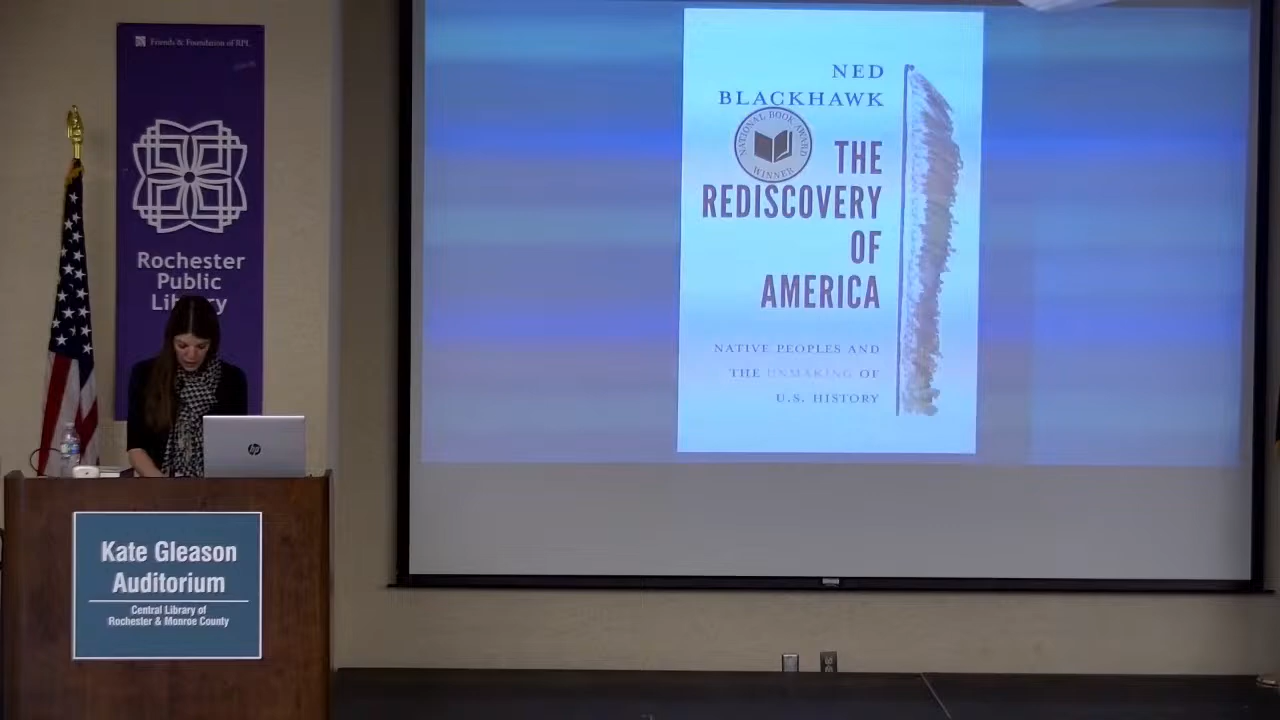 Friends & Foundation of RPL
Rochester
Public
Library
hp
Kate Gleason
Auditorium
Central Library of
Rochester & Monroe County
NED
BLACKHAWK
NATIONAL BOOK AWARD
WINNER
THE
REDISCOVERY
OF
AMERICA
NATIVE PEOPLES AND
THE UNMAKING OF
U.S. HISTORY